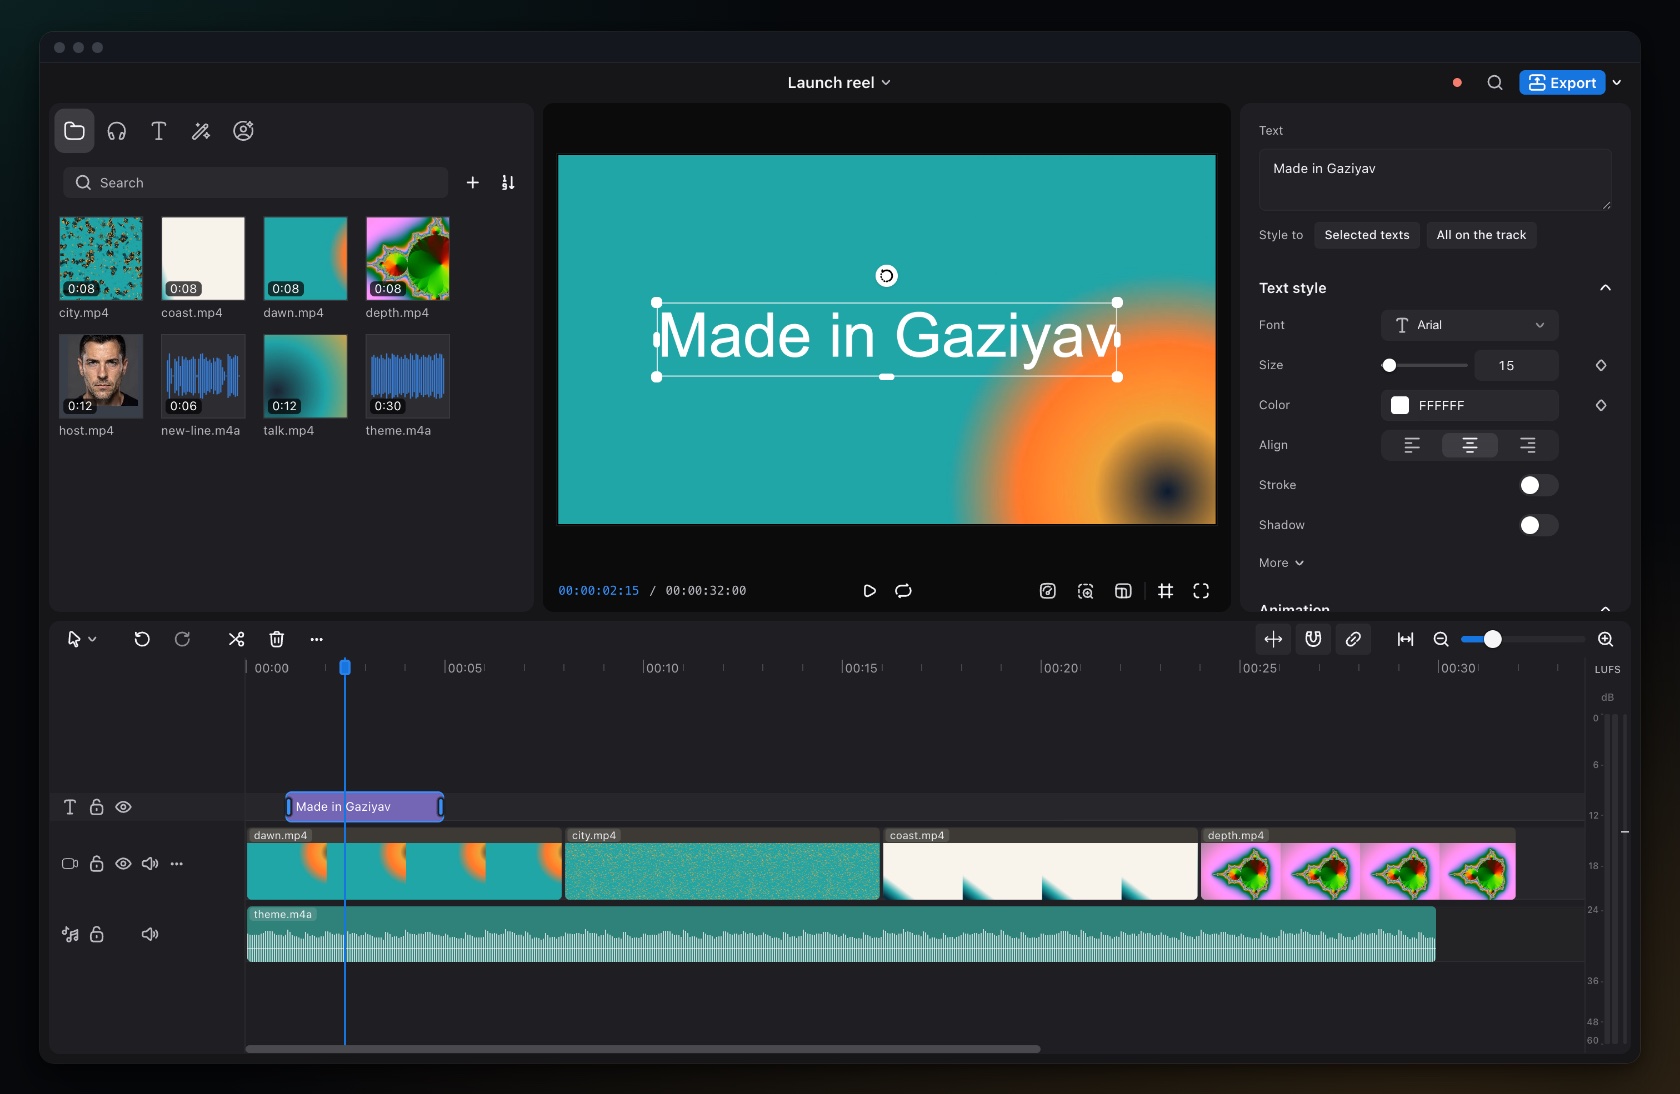 Launch reel
Export
Search
0:08
0:08
0:08
0:08
city.mp4
coast.mp4
dawn.mp4
depth.mp4
0:12
0:06
0:12
0:30
host.mp4
new-line.m4a
talk.mp4
theme.m4a
Made in Gaziyav
00:00:02:15 / 00:00:32:00
Text
Made in Gaziyav
Style to
Selected texts
All on the track
Text style
Font
Arial
Size
15
Color
FFFFFF
Align
Stroke
Shadow
More
Animation
00:00
00:05
00:10
00:15
00:20
00:25
00:30
LUFS
dB
0
6
12
18
24
36
48
60
Made in Gaziyav
dawn.mp4
city.mp4
coast.mp4
depth.mp4
theme.m4a